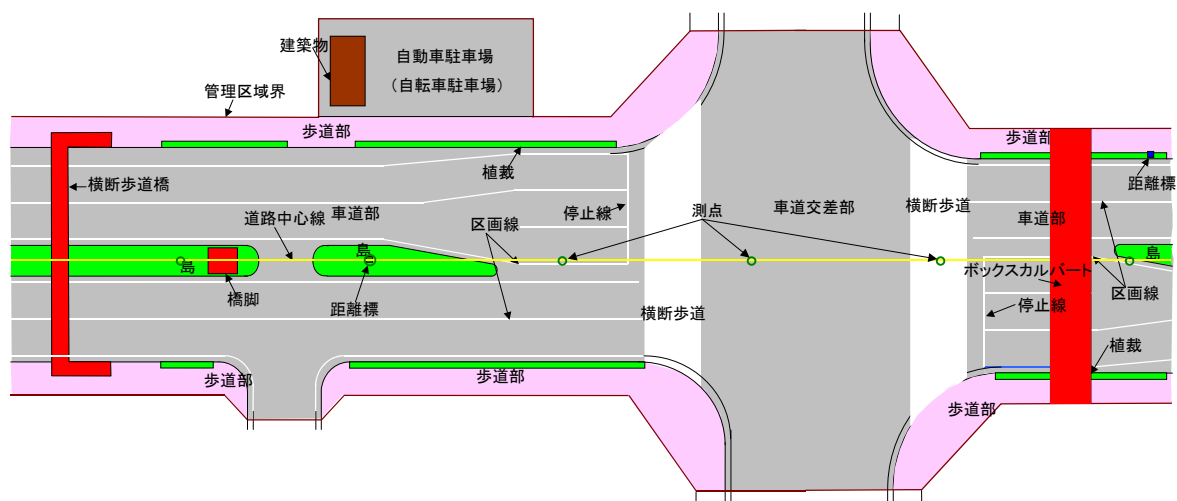 建築物
自動車駐車場
（自転車駐車場）
管理区域界
歩道部
植裁
横断歩道橋
道路中心線
車道部
区画線
停止線
測点
車道交差部
横断歩道
歩道部
距離標
車道部
島
島
橋脚
距離標
横断歩道
ボックスカルバート
停止線
島
区画線
植裁
歩道部
歩道部
歩道部